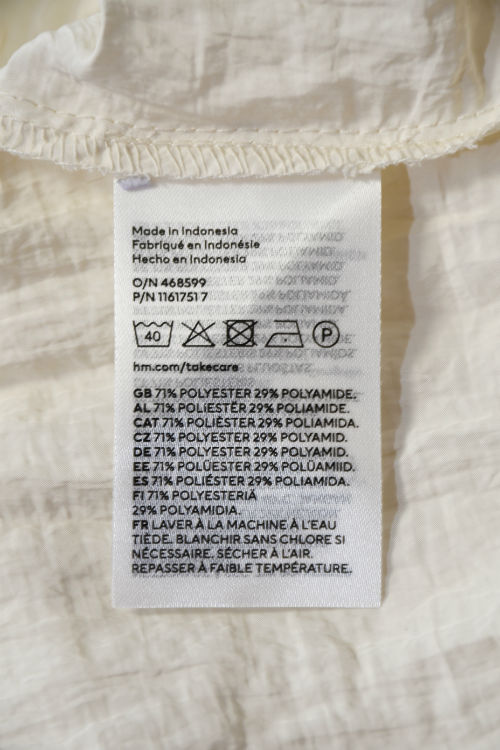 Made in Indonesia
Fabriqué en Indonésie
Hecho en Indonesia
O/N 468599
P/N 1161751 7
40
P
hm.com/takecare
GB 71% POLYESTER 29% POLYAMIDE.
AL 71% POLIESTËR 29% POLIAMIDE.
CAT 71% POLIÈSTER 29% POLIAMIDA.
CZ 71% POLYESTER 29% POLYAMID.
DE 71% POLYESTER 29% POLYAMID.
EE 71% POLÜESTER 29% POLÜAMIID.
ES 71% POLIÉSTER 29% POLIAMIDA.
FI 71% POLYESTERIÄ
29% POLYAMIDIA.
FR LAVER À LA MACHINE À L'EAU
TIÈDE. BLANCHIR SANS CHLORE SI
NÉCESSAIRE. SÉCHER À L'AIR.
REPASSER À FAIBLE TEMPÉRATURE.